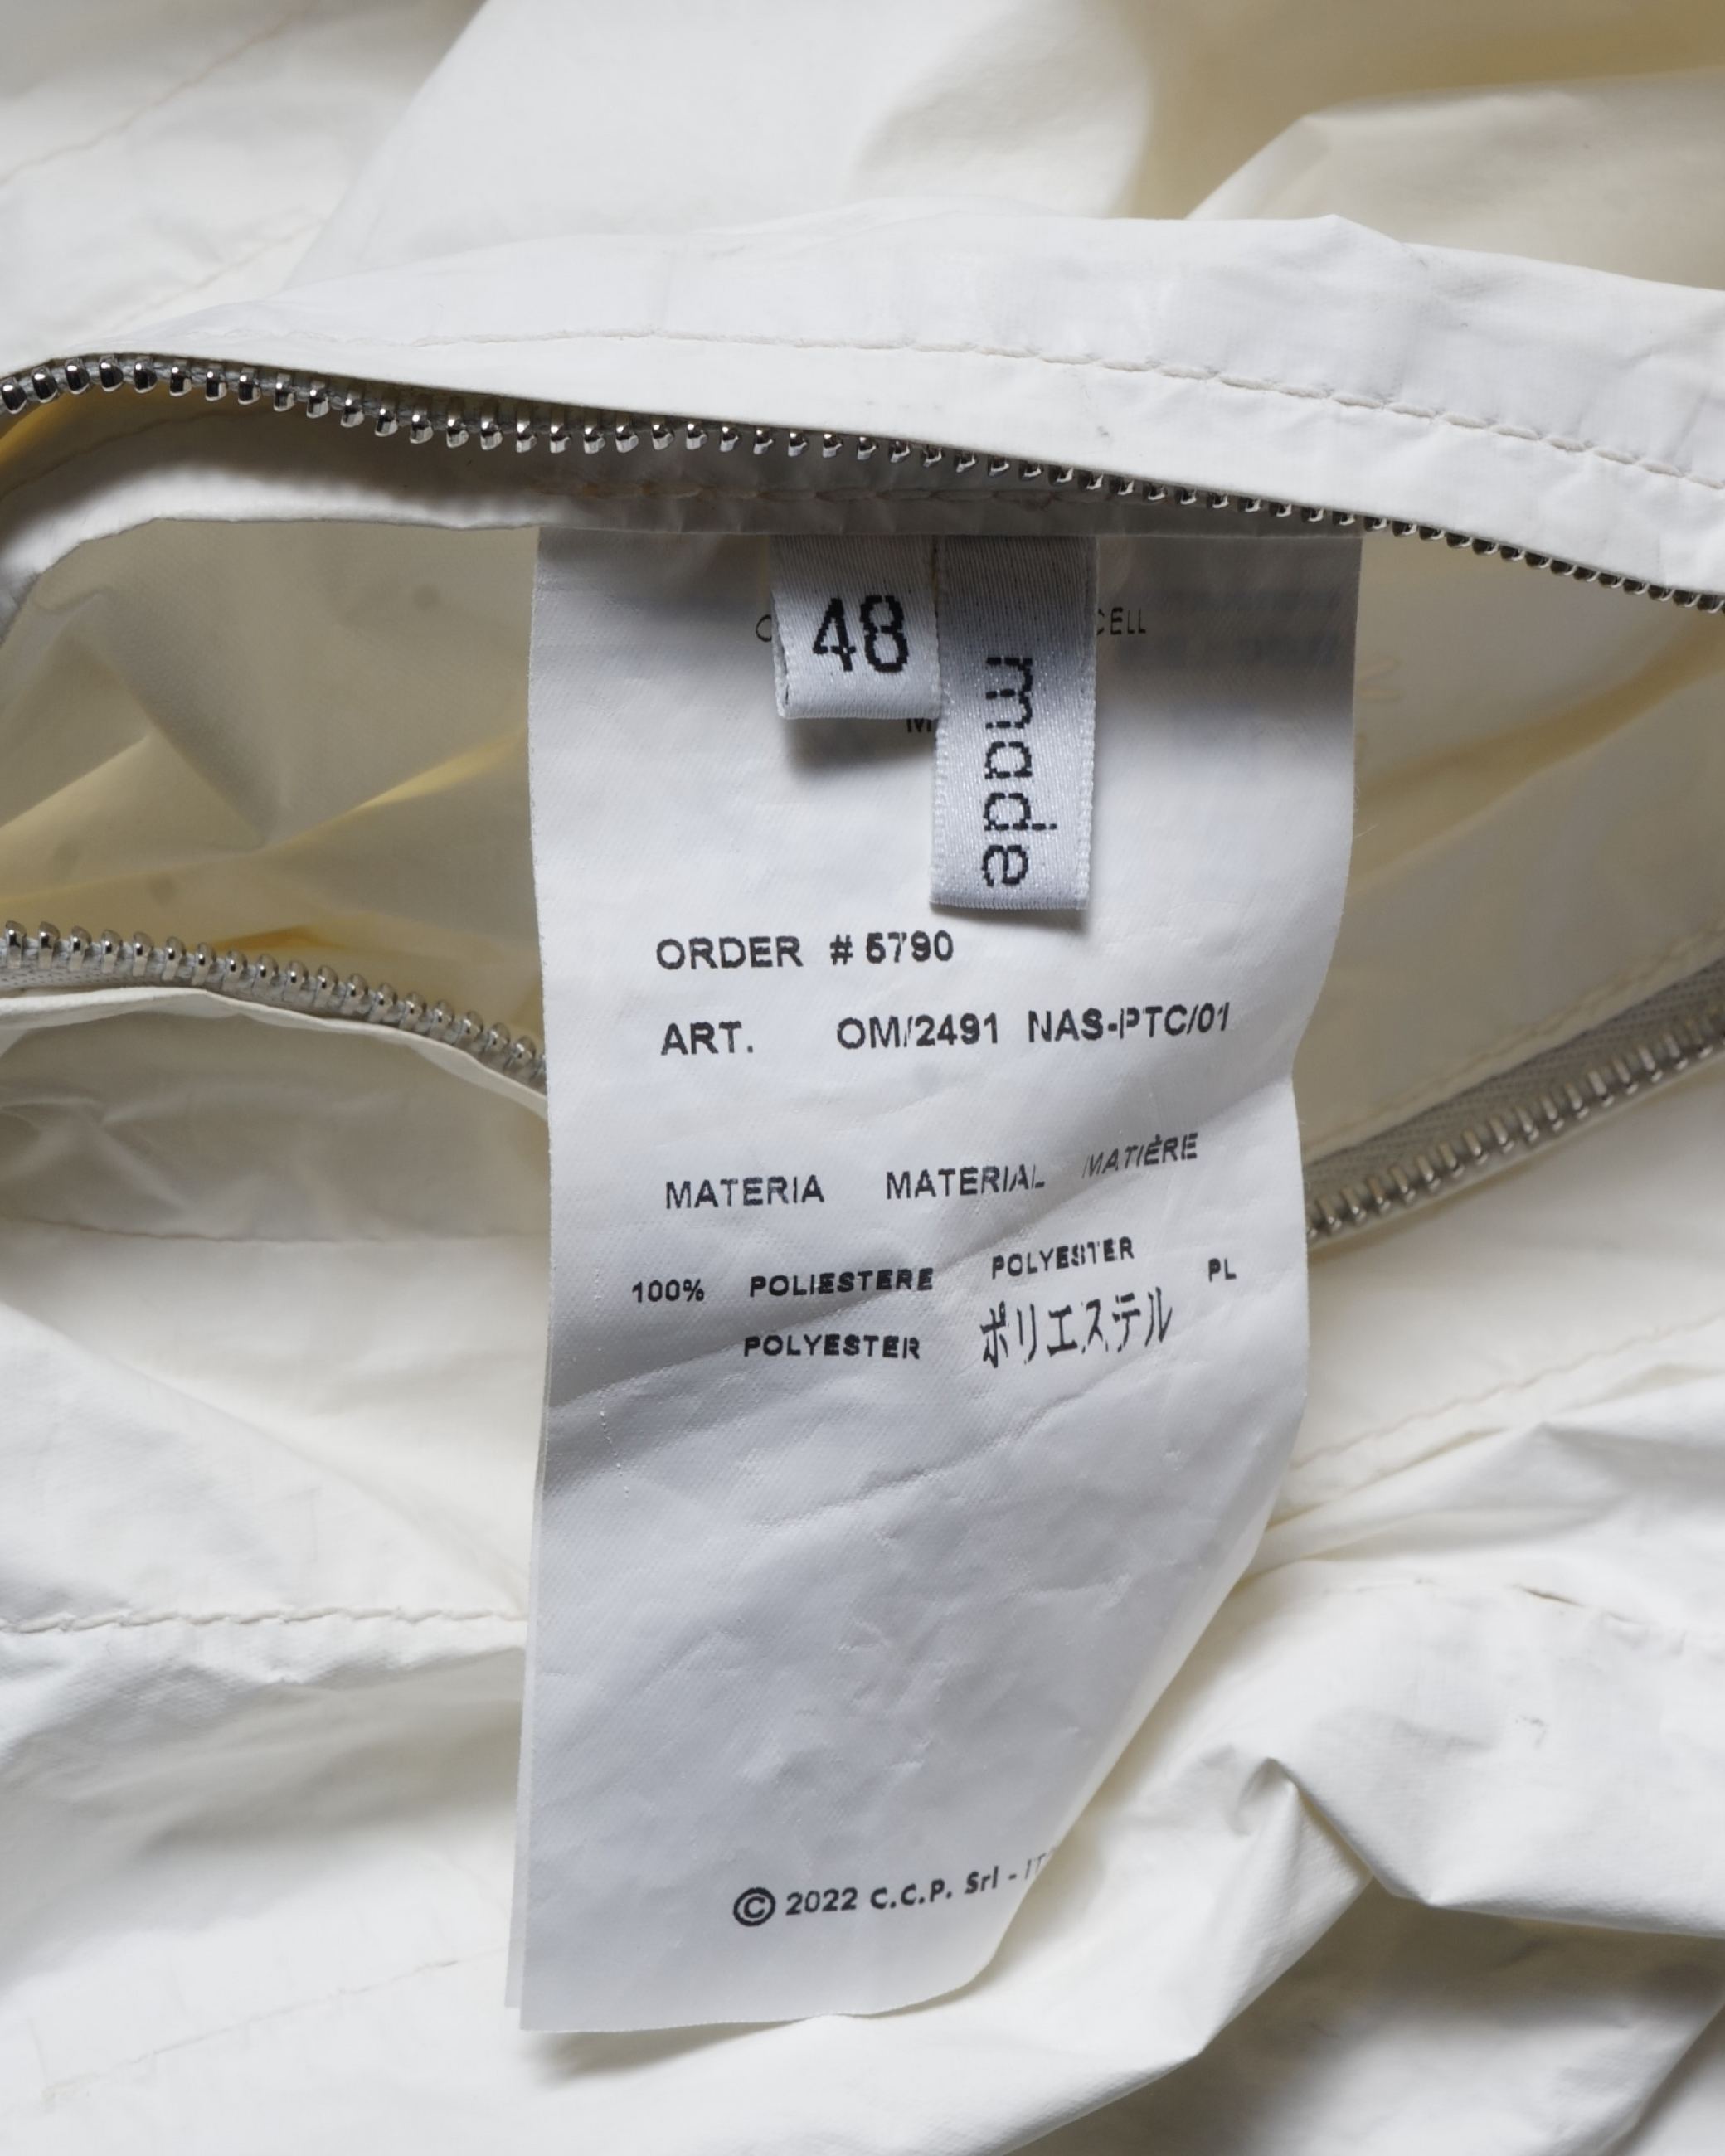 48
made
ORDER # 5790
ART. OM/2491 NAS-PTC/01
MATERIA MATERIAL MATIÈRE
100% POLIESTERE POLYESTER PL
POLYESTER ポリエステル
© 2022 C.C.P. Srl -